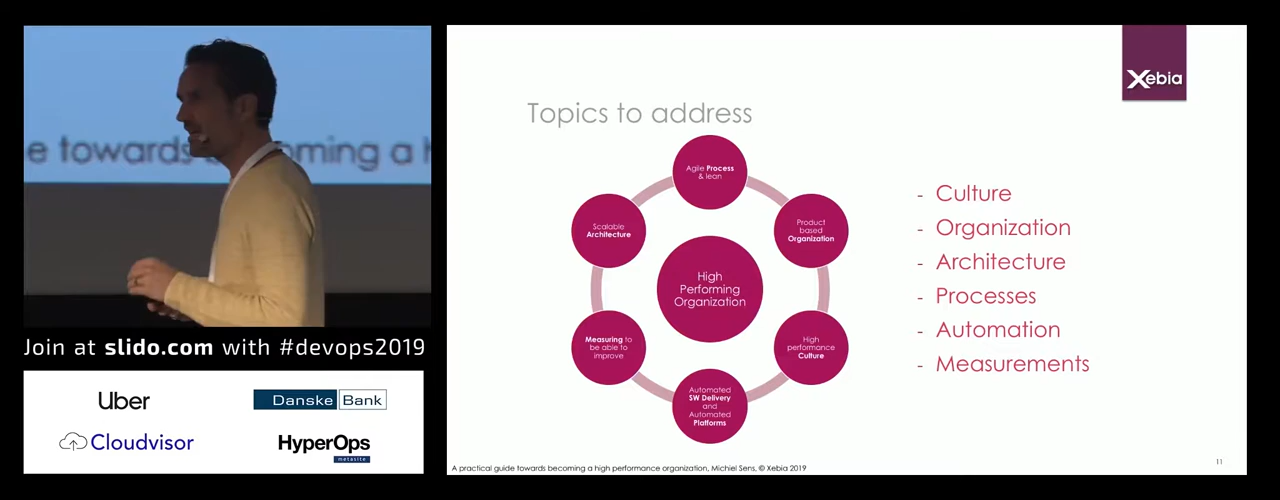 e towards
oming a h
Join at slido.com with #devops2019
Uber
Danske Bank
Cloudvisor
HyperOps
metasite
Xebia
Topics to address
Agile Process
& lean
Product
based
Organization
High
performance
Culture
Automated
SW Delivery
and
Automated
Platforms
Measuring to
be able to
improve
Scalable
Architecture
High
Performing
Organization
- Culture
- Organization
- Architecture
- Processes
- Automation
- Measurements
A practical guide towards becoming a high performance organization, Michiel Sens, © Xebia 2019
11